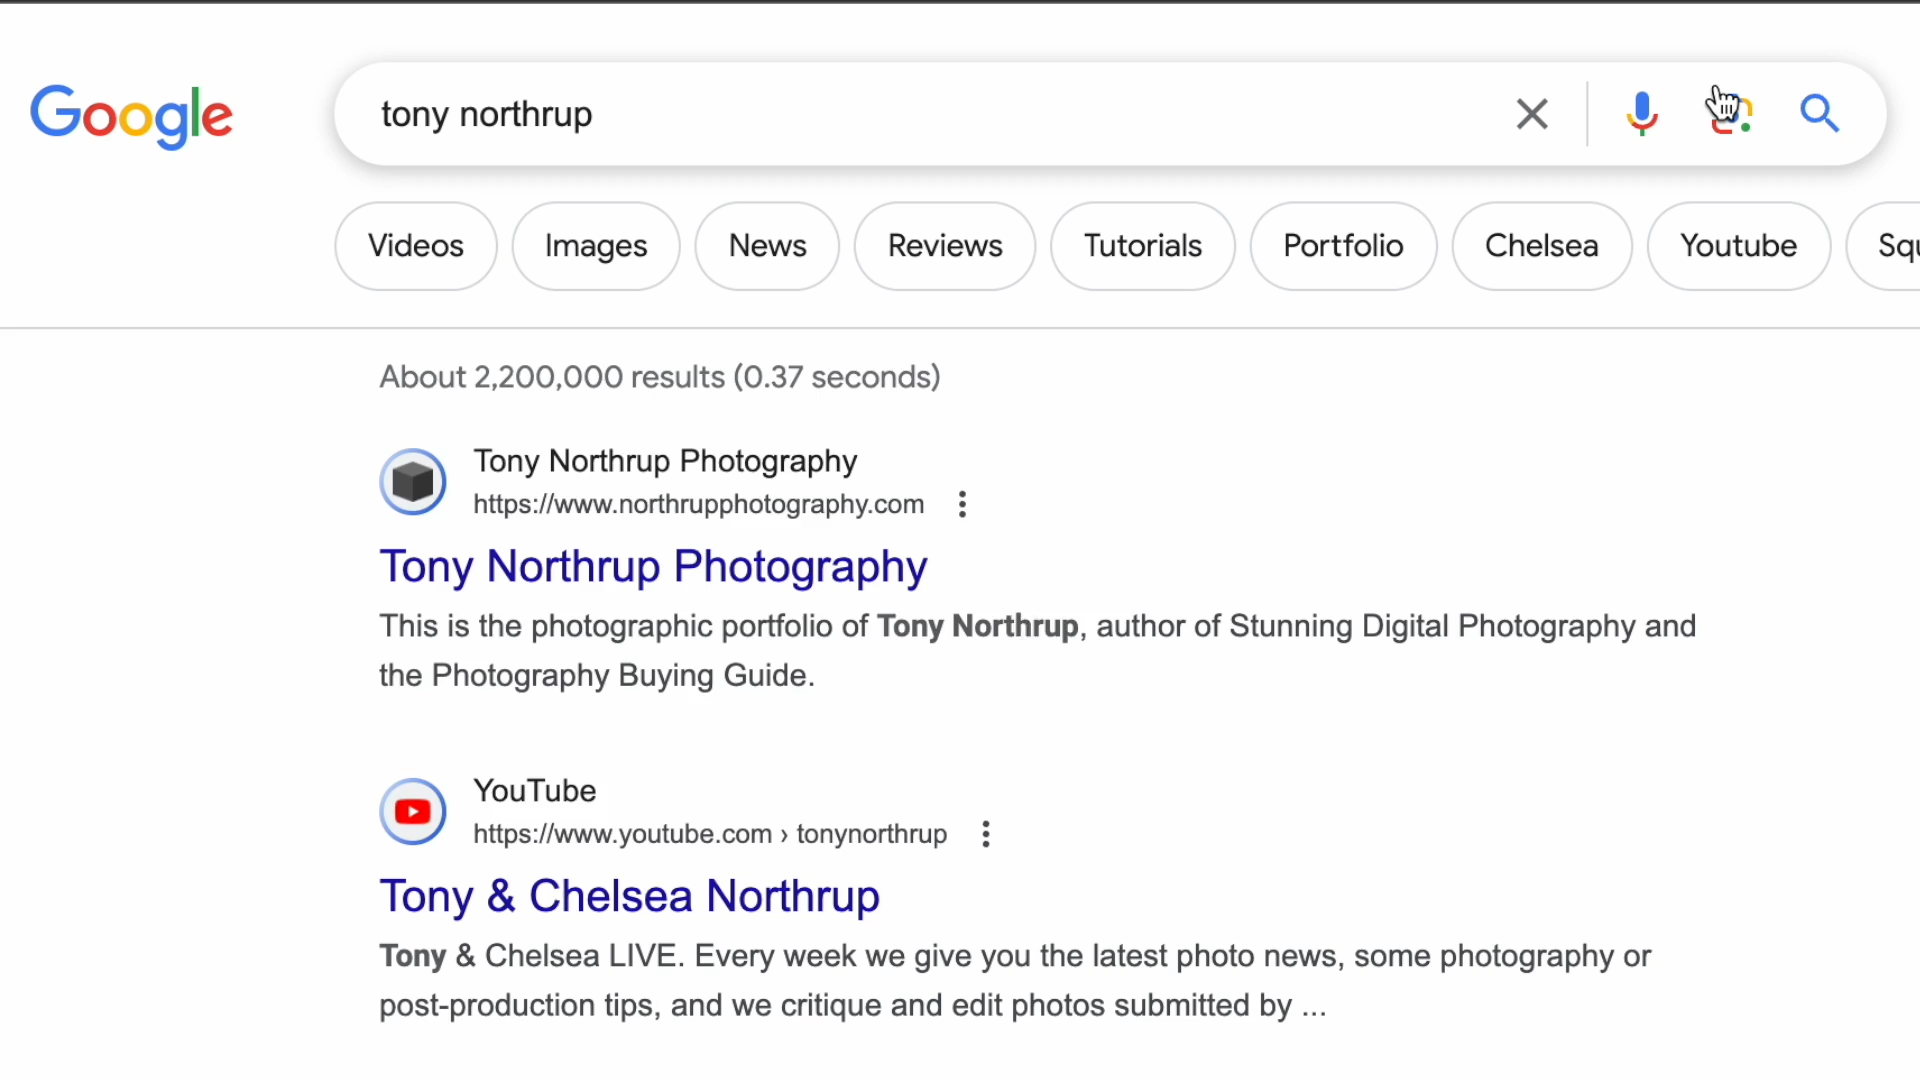 Google
tony northrup
Videos Images News Reviews Tutorials Portfolio Chelsea Youtube
About 2,200,000 results (0.37 seconds)
Tony Northrup Photography
https://www.northrupphotography.com
Tony Northrup Photography
This is the photographic portfolio of Tony Northrup, author of Stunning Digital Photography and
the Photography Buying Guide.
YouTube
https://www.youtube.com › tonynorthrup
Tony & Chelsea Northrup
Tony & Chelsea LIVE. Every week we give you the latest photo news, some photography or
post-production tips, and we critique and edit photos submitted by ...